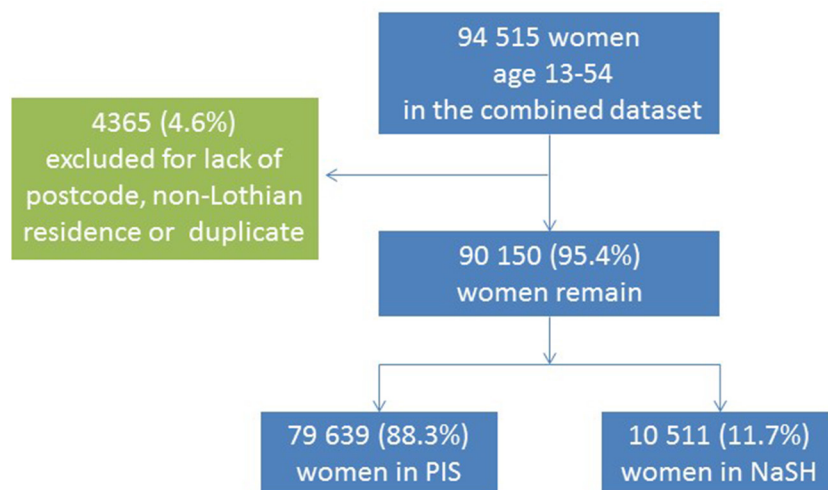 94 515 women
age 13-54
in the combined dataset
4365 (4.6%)
excluded for lack of
postcode, non-Lothian
residence or duplicate
90 150 (95.4%)
women remain
79 639 (88.3%)
women in PIS
10 511 (11.7%)
women in NaSH